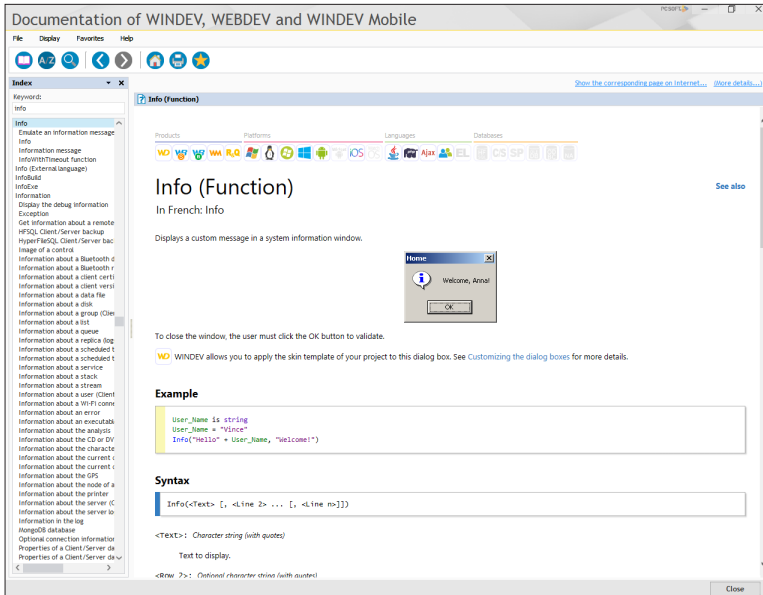 Documentation of WINDEV, WEBDEV and WINDEV Mobile
PC SOFT
File Display Favorites Help
A/Z
Index
Show the corresponding page on Internet... (More details...)
Keyword:
info
Info (Function)
Info
Emulate an information message
Info
Information message
InfoWithTimeout function
Info (External language)
InfoBuild
InfoExe
Information
Display the debug information
Exception
Get information about a remote
HFSQL Client/Server backup
HyperFileSQL Client/Server bac
Image of a control
Information about a Bluetooth d
Information about a Bluetooth r
Information about a client certi
Information about a client versi
Information about a data file
Information about a disk
Information about a group (Clie
Information about a list
Information about a queue
Information about a replica (log
Information about a scheduled t
Information about a scheduled t
Information about a service
Information about a stack
Information about a stream
Information about a user (Client
Information about a Wi-Fi conne
Information about an error
Information about an executabl
Information about the analysis
Information about the CD or DV
Information about the characte
Information about the current c
Information about the current c
Information about the GPS
Information about the node of a
Information about the printer
Information about the server (C
Information about the server lo
Information in the log
MongoDB database
Optional connection information
Properties of a Client/Server da
Properties of a Client/Server da
Products Platforms Languages Databases
WD WB WB WM R,Q iOS Ajax EL C/S SP
Info (Function)
See also
In French: Info
Displays a custom message in a system information window.
Home
Welcome, Anna!
OK
To close the window, the user must click the OK button to validate.
WD WINDEV allows you to apply the skin template of your project to this dialog box. See Customizing the dialog boxes for more details.
Example
User_Name is string
User_Name = "Vince"
Info("Hello" + User_Name, "Welcome!")
Syntax
Info(<Text> [, <Line 2> ... [, <Line n>]])
<Text>: Character string (with quotes)
Text to display.
<Row 2>: Optional character string (with quotes)
Close